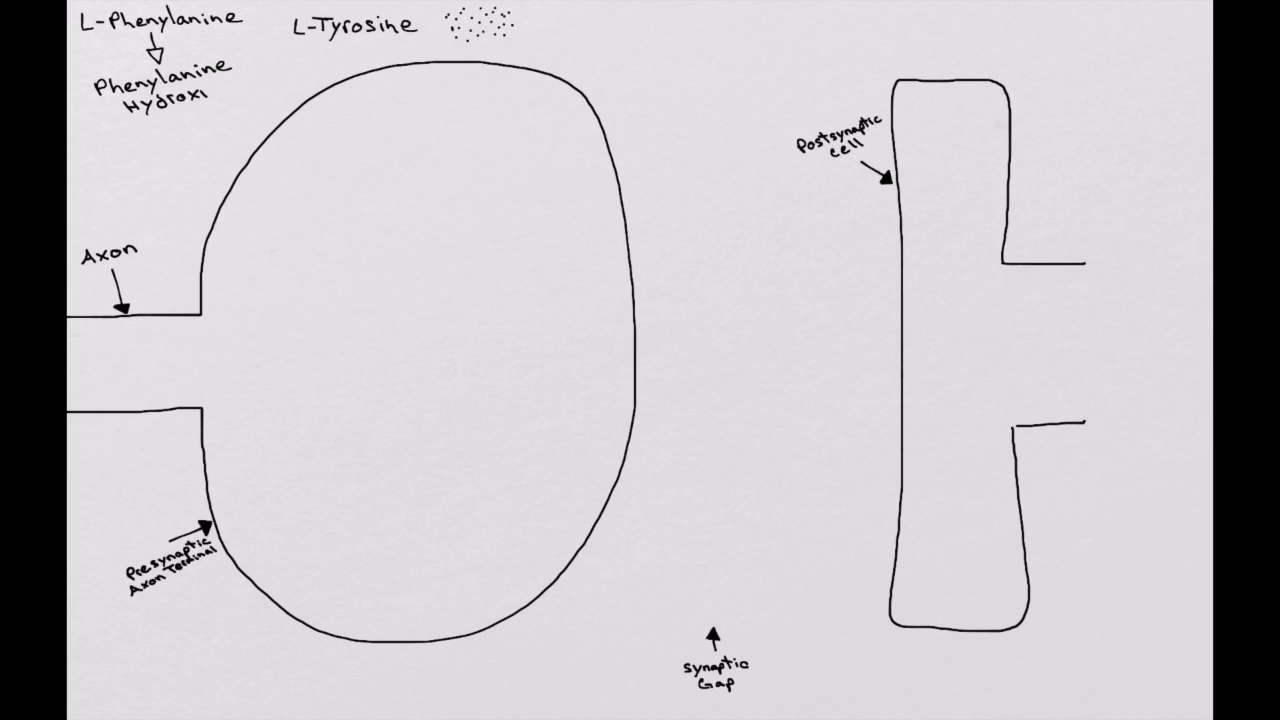 L-Phenylanine
L-Tyrosine
Phenylanine
Hydroxi
Axon
Postsynaptic
cell
Presynaptic
Axon Terminal
Synaptic
Gap